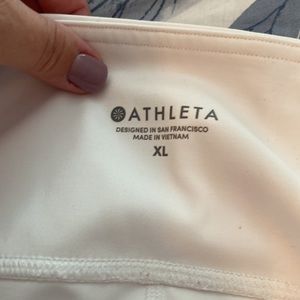 ATHLETA
DESIGNED IN SAN FRANCISCO
MADE IN VIETNAM
XL